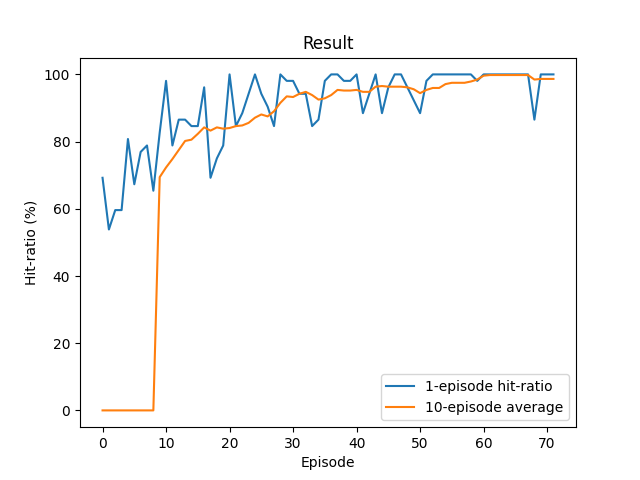 Result
Hit-ratio (%)
100
80
60
40
20
0
0 10 20 30 40 50 60 70
Episode
1-episode hit-ratio
10-episode average